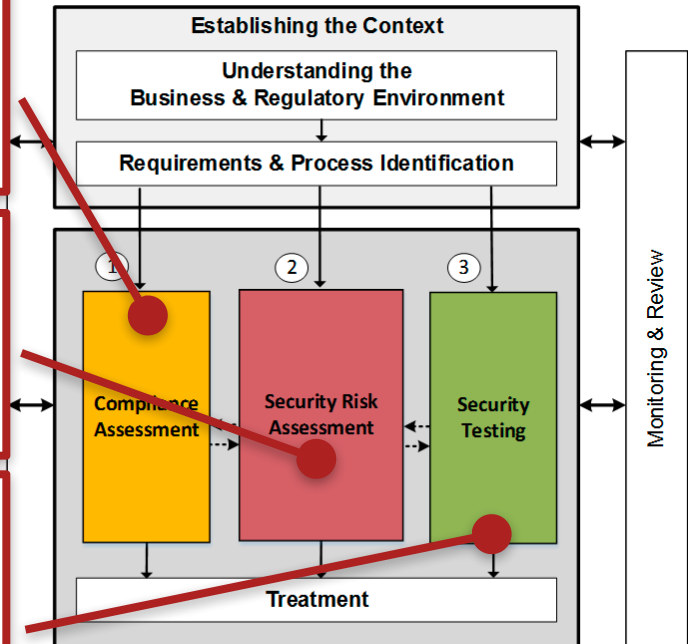 Establishing the Context
Understanding the
Business & Regulatory Environment
Requirements & Process Identification
1
2
3
Compliance
Assessment
Security Risk
Assessment
Security
Testing
Treatment
Monitoring & Review